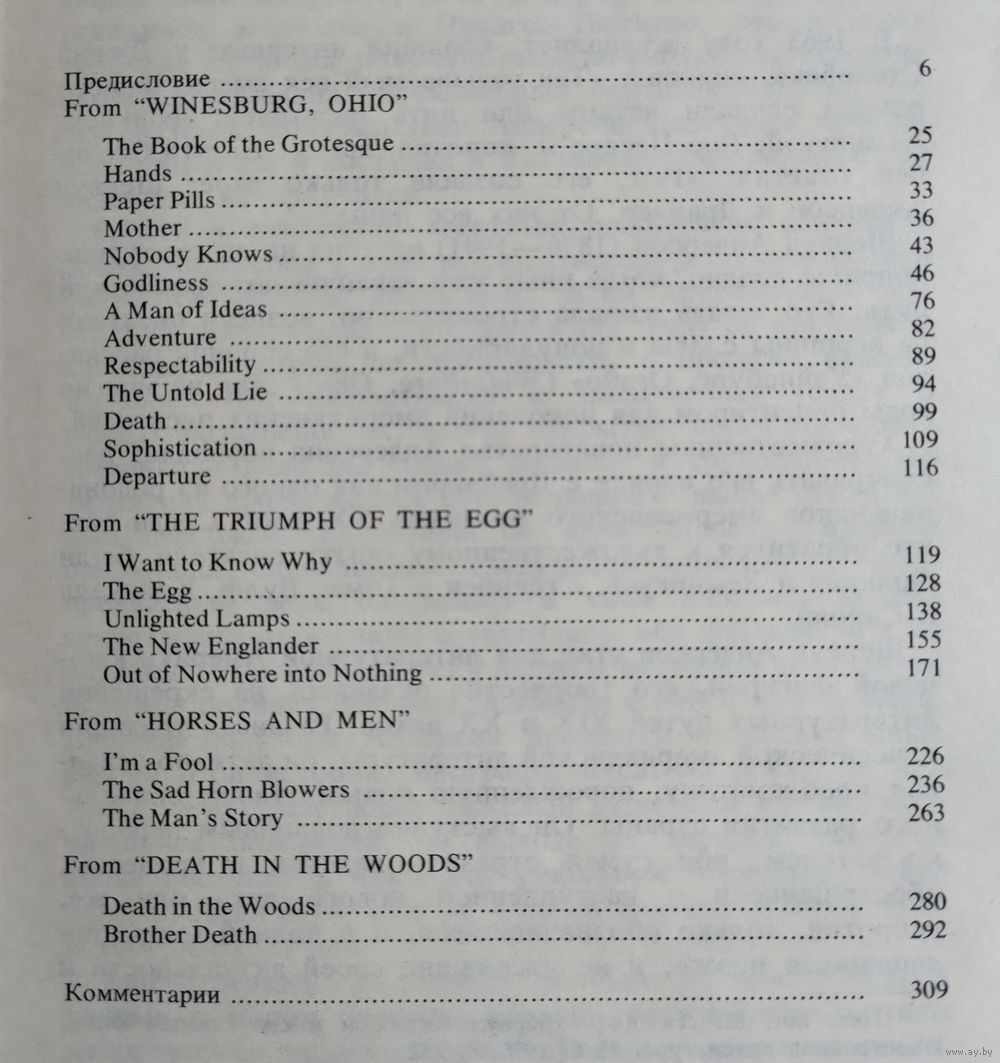 Предисловие ........ 6
From “WINESBURG, OHIO”
The Book of the Grotesque ........ 25
Hands ........ 27
Paper Pills ........ 33
Mother ........ 36
Nobody Knows ........ 43
Godliness ........ 46
A Man of Ideas ........ 76
Adventure ........ 82
Respectability ........ 89
The Untold Lie ........ 94
Death ........ 99
Sophistication ........ 109
Departure ........ 116
From “THE TRIUMPH OF THE EGG”
I Want to Know Why ........ 119
The Egg ........ 128
Unlighted Lamps ........ 138
The New Englander ........ 155
Out of Nowhere into Nothing ........ 171
From “HORSES AND MEN”
I’m a Fool ........ 226
The Sad Horn Blowers ........ 236
The Man’s Story ........ 263
From “DEATH IN THE WOODS”
Death in the Woods ........ 280
Brother Death ........ 292
Комментарии ........ 309
www.ay.by